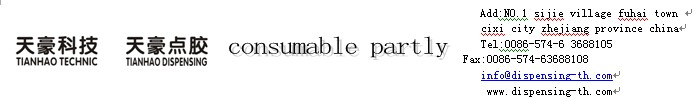 天豪科技
TIANHAO TECHNIC
天豪点胶
TIANHAO DISPENSING
consumable partly
Add:NO.1 sijie village fuhai town
cixi city zhejiang province china
Tel:0086-574-6 3688105
Fax:0086-574-63688108
info@dispensing-th.com
www.dispensing-th.com